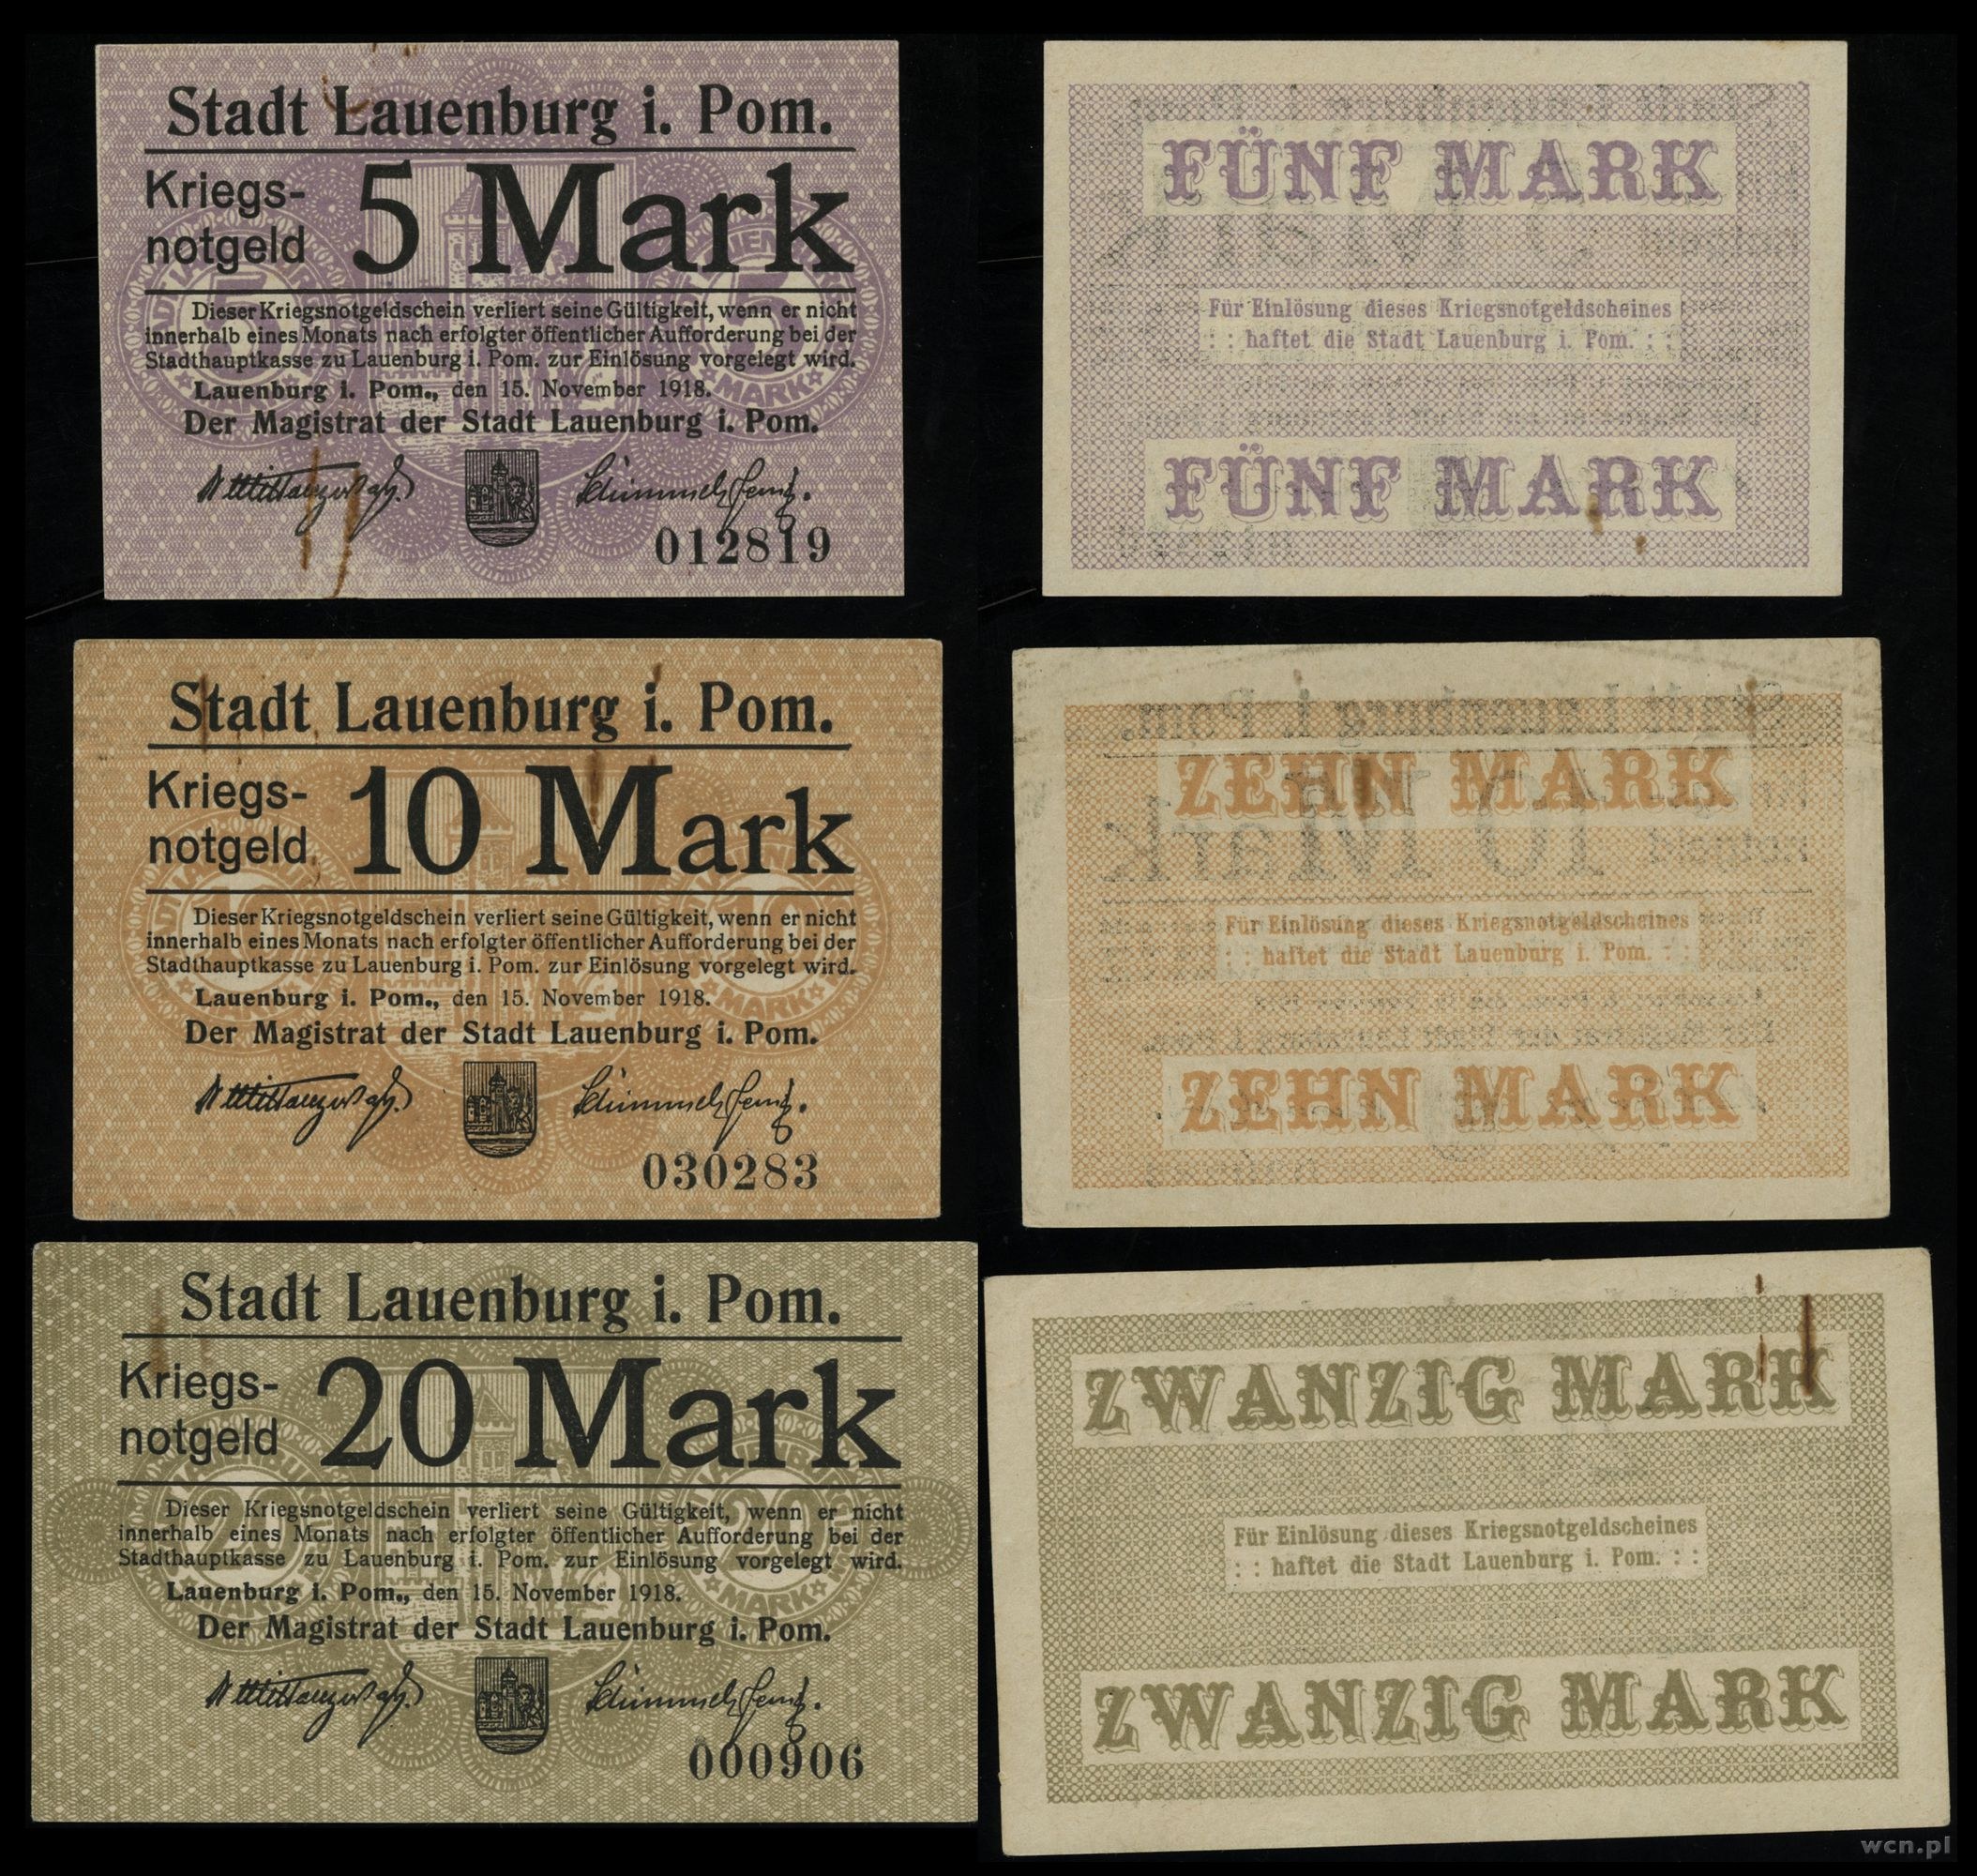 Stadt Lauenburg i. Pom.
Kriegs-
notgeld
5 Mark
Dieser Kriegsnotgeldschein verliert seine Gültigkeit, wenn er nicht
innerhalb eines Monats nach erfolgter öffentlicher Aufforderung bei der
Stadthauptkasse zu Lauenburg i. Pom. zur Einlösung vorgelegt wird.
Lauenburg i. Pom., den 15. November 1918.
Der Magistrat der Stadt Lauenburg i. Pom.
012819
FÜNF MARK
Für Einlösung dieses Kriegsnotgeldscheines
: : haftet die Stadt Lauenburg i. Pom. : :
FÜNF MARK
Stadt Lauenburg i. Pom.
Kriegs-
notgeld
10 Mark
Dieser Kriegsnotgeldschein verliert seine Gültigkeit, wenn er nicht
innerhalb eines Monats nach erfolgter öffentlicher Aufforderung bei der
Stadthauptkasse zu Lauenburg i. Pom. zur Einlösung vorgelegt wird.
Lauenburg i. Pom., den 15. November 1918.
Der Magistrat der Stadt Lauenburg i. Pom.
030283
ZEHN MARK
Für Einlösung dieses Kriegsnotgeldscheines
: : haftet die Stadt Lauenburg i. Pom. : :
ZEHN MARK
Stadt Lauenburg i. Pom.
Kriegs-
notgeld
20 Mark
Dieser Kriegsnotgeldschein verliert seine Gültigkeit, wenn er nicht
innerhalb eines Monats nach erfolgter öffentlicher Aufforderung bei der
Stadthauptkasse zu Lauenburg i. Pom. zur Einlösung vorgelegt wird.
Lauenburg i. Pom., den 15. November 1918.
Der Magistrat der Stadt Lauenburg i. Pom.
000906
ZWANZIG MARK
Für Einlösung dieses Kriegsnotgeldscheines
: : haftet die Stadt Lauenburg i. Pom. : :
ZWANZIG MARK
wcn.pl